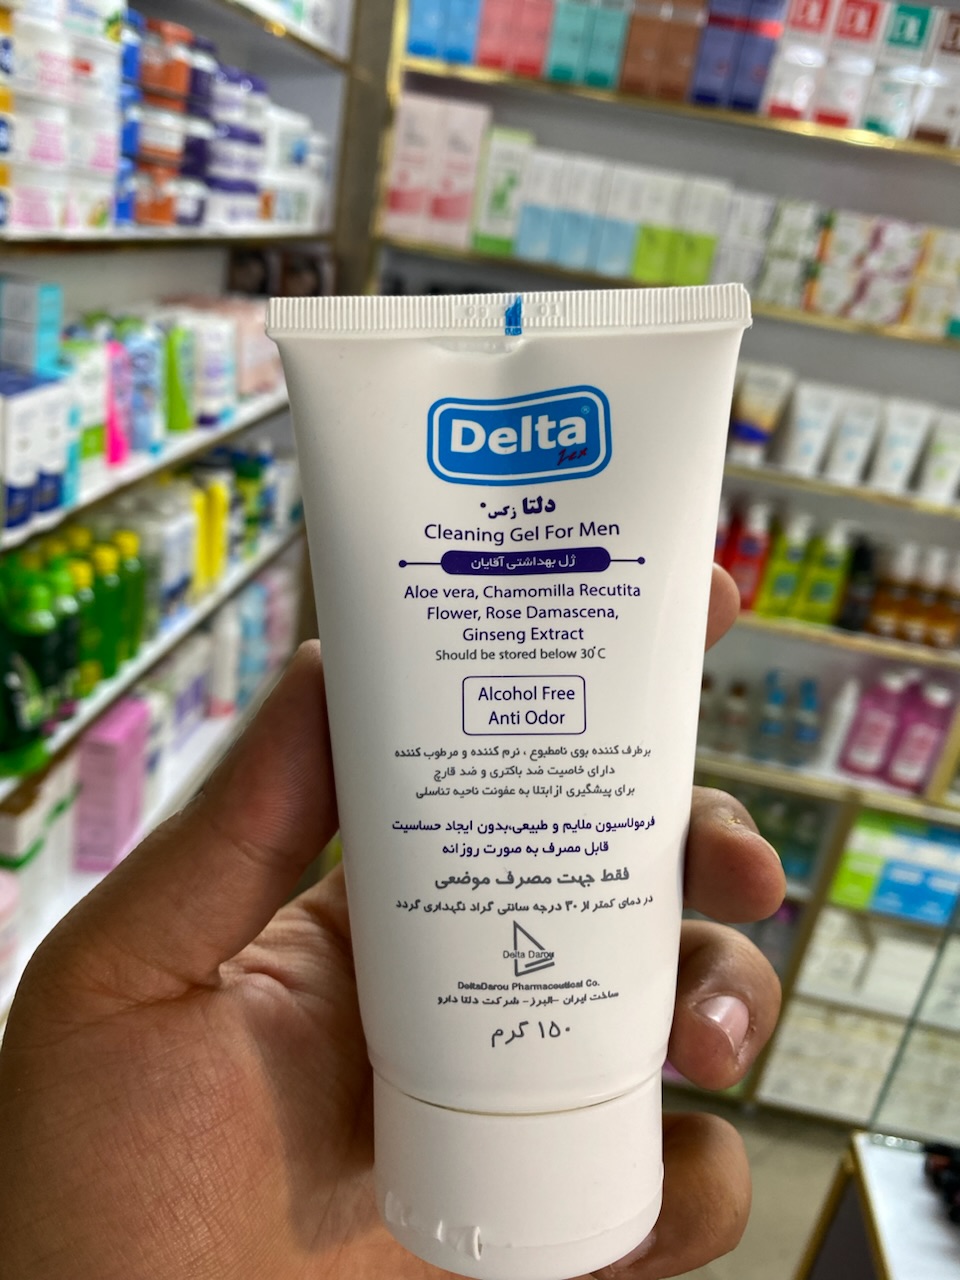 Delta®
Zex
دلتا زکس®
Cleaning Gel For Men
ژل بهداشتی آقایان
Aloe vera, Chamomilla Recutita
Flower, Rose Damascena,
Ginseng Extract
Should be stored below 30°C
Alcohol Free
Anti Odor
برطرف کننده بوی نامطبوع ، نرم کننده و مرطوب کننده
دارای خاصیت ضد باکتری و ضد قارچ
برای پیشگیری از ابتلا به عفونت ناحیه تناسلی
فرمولاسیون ملایم و طبیعی،بدون ایجاد حساسیت
قابل مصرف به صورت روزانه
فقط جهت مصرف موضعی
در دمای کمتر از ۳۰ درجه سانتی گراد نگهداری گردد
Delta Darou
DeltaDarou Pharmaceutical Co.
ساخت ایران -البرز- شرکت دلتا دارو
۱۵۰ گرم